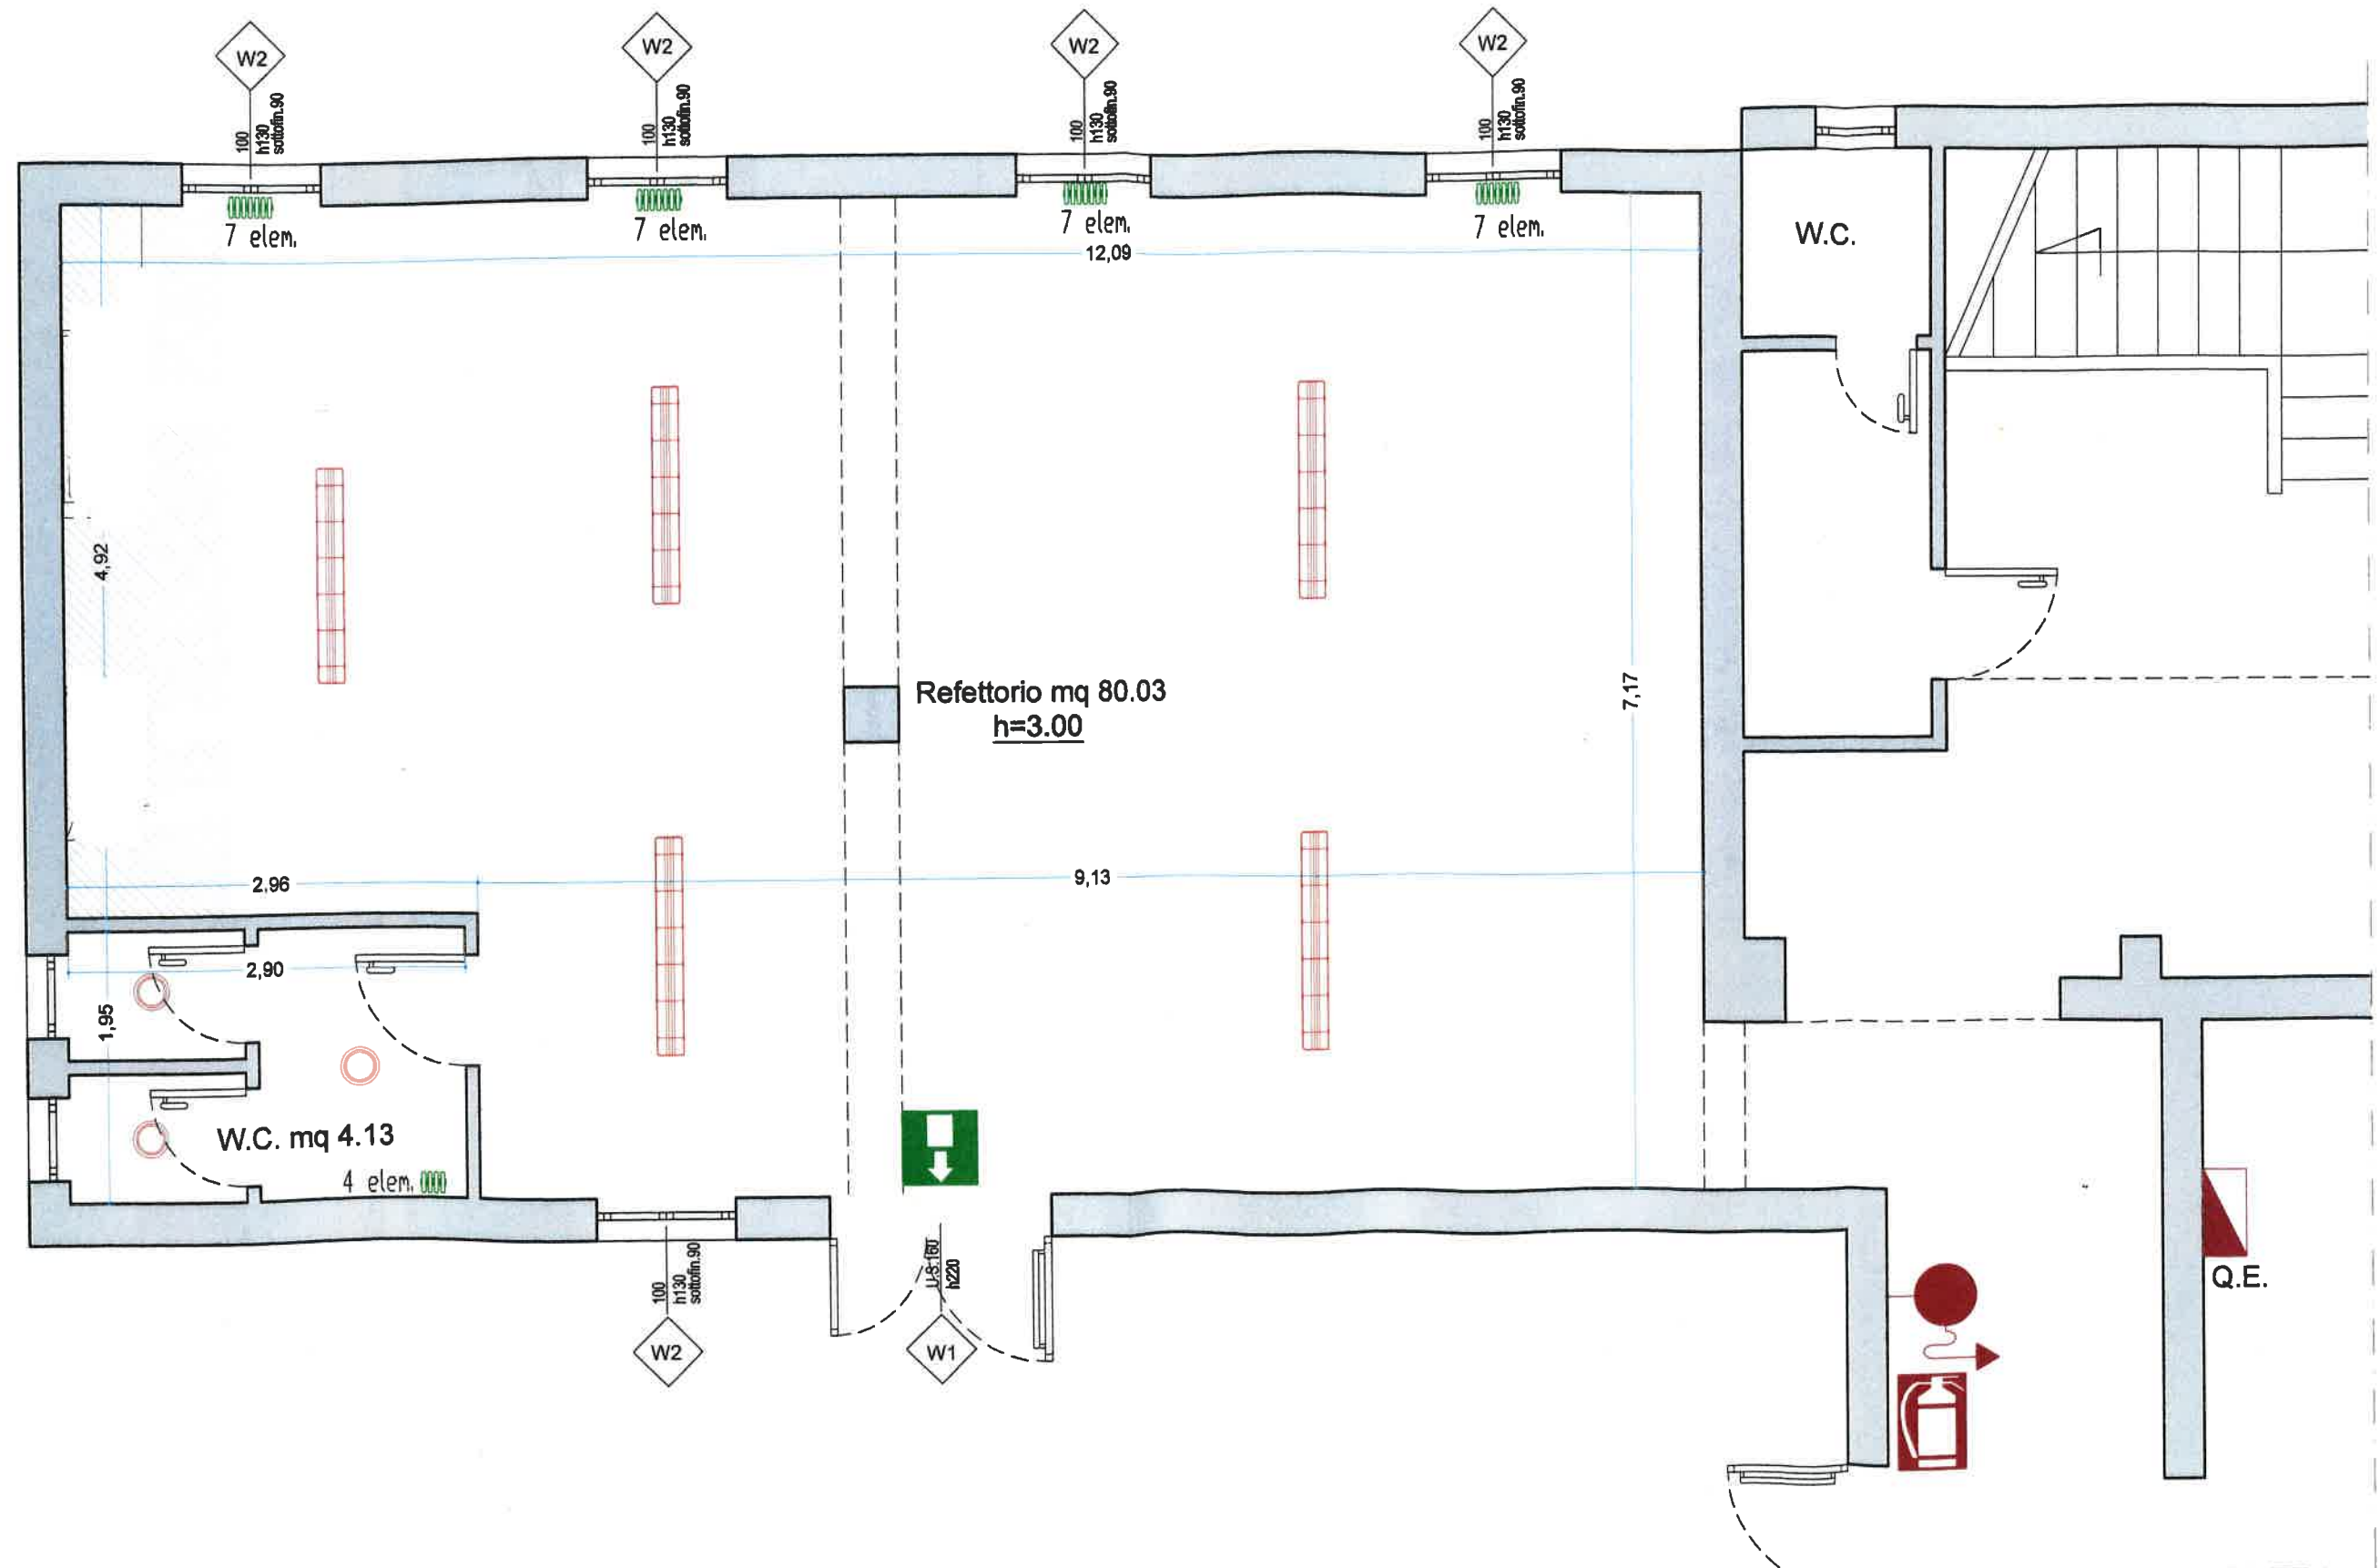 W2
W2
W2
W2
100
h130
sottofin.90
100
h130
sottofin.90
100
h130
sottofin.90
100
h130
sottofin.90
7 elem.
7 elem.
7 elem.
7 elem.
12,09
W.C.
4,92
Refettorio mq 80.03
h=3.00
7,17
2,96
9,13
2,90
1,95
W.C. mq 4.13
4 elem.
100
h130
sottofin.90
U.S.160
h220
W2
W1
Q.E.